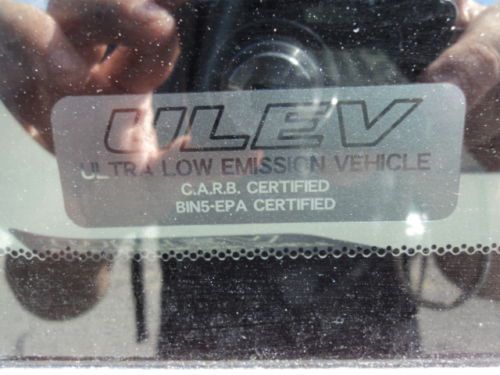 ULEV
ULTRA LOW EMISSION VEHICLE
C.A.R.B. CERTIFIED
BIN5-EPA CERTIFIED